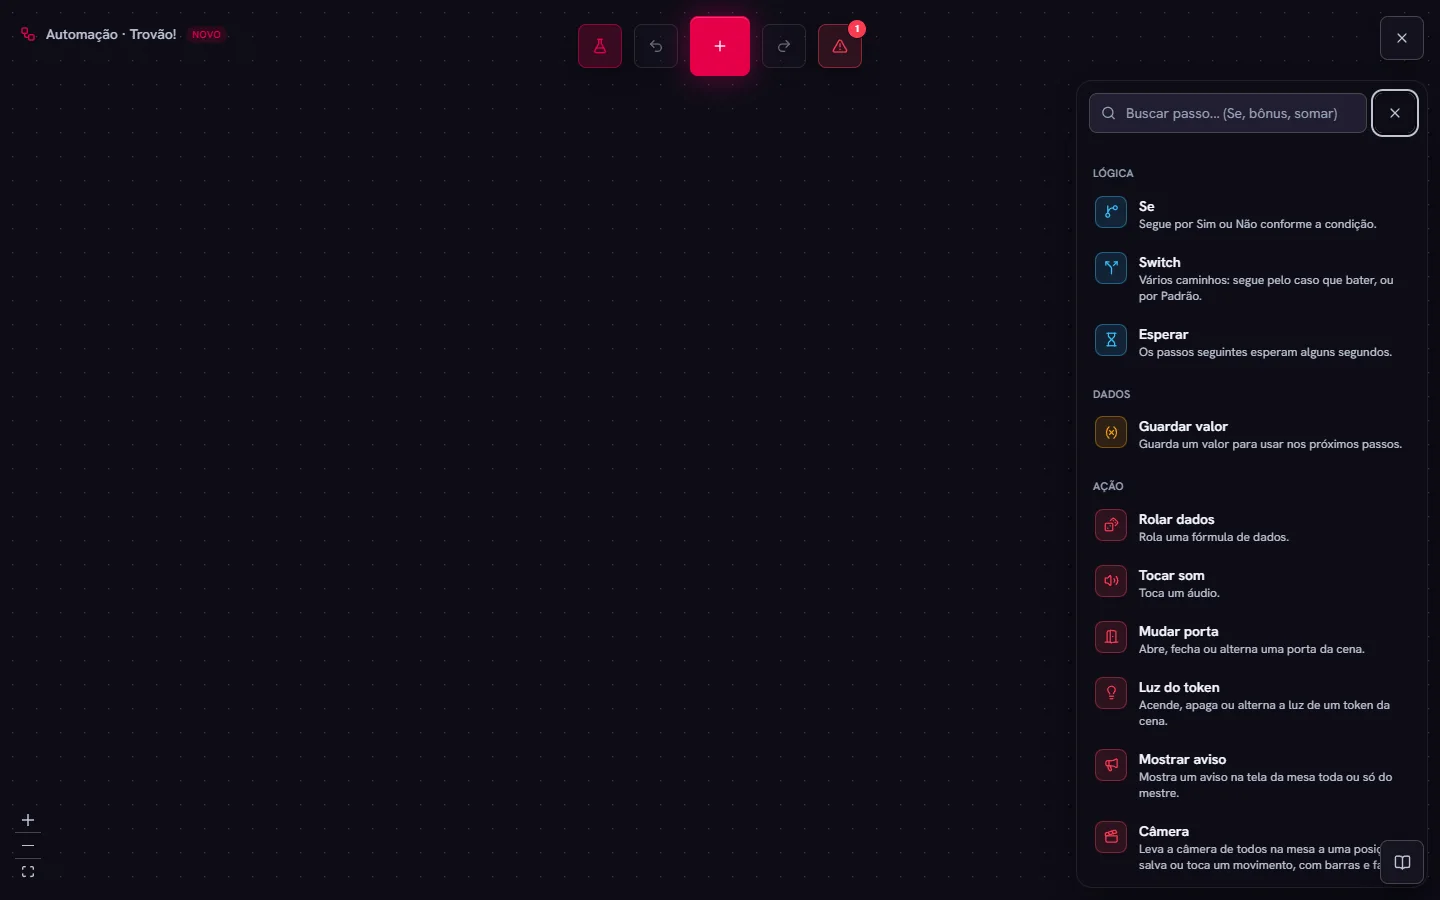 Automação · Trovão! NOVO
1
Buscar passo... (Se, bônus, somar)
LÓGICA
Se
Segue por Sim ou Não conforme a condição.
Switch
Vários caminhos: segue pelo caso que bater, ou
por Padrão.
Esperar
Os passos seguintes esperam alguns segundos.
DADOS
Guardar valor
Guarda um valor para usar nos próximos passos.
AÇÃO
Rolar dados
Rola uma fórmula de dados.
Tocar som
Toca um áudio.
Mudar porta
Abre, fecha ou alterna uma porta da cena.
Luz do token
Acende, apaga ou alterna a luz de um token da
cena.
Mostrar aviso
Mostra um aviso na tela da mesa toda ou só do
mestre.
Câmera
Leva a câmera de todos na mesa a uma
salva ou toca um movimento, com barras e